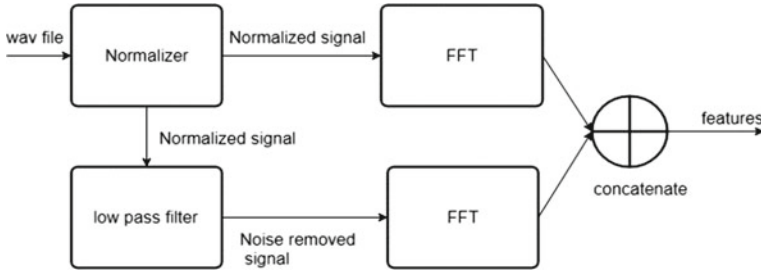 wav file
Normalizer
Normalized signal
FFT
features
Normalized signal
concatenate
low pass filter
Noise removed
signal
FFT